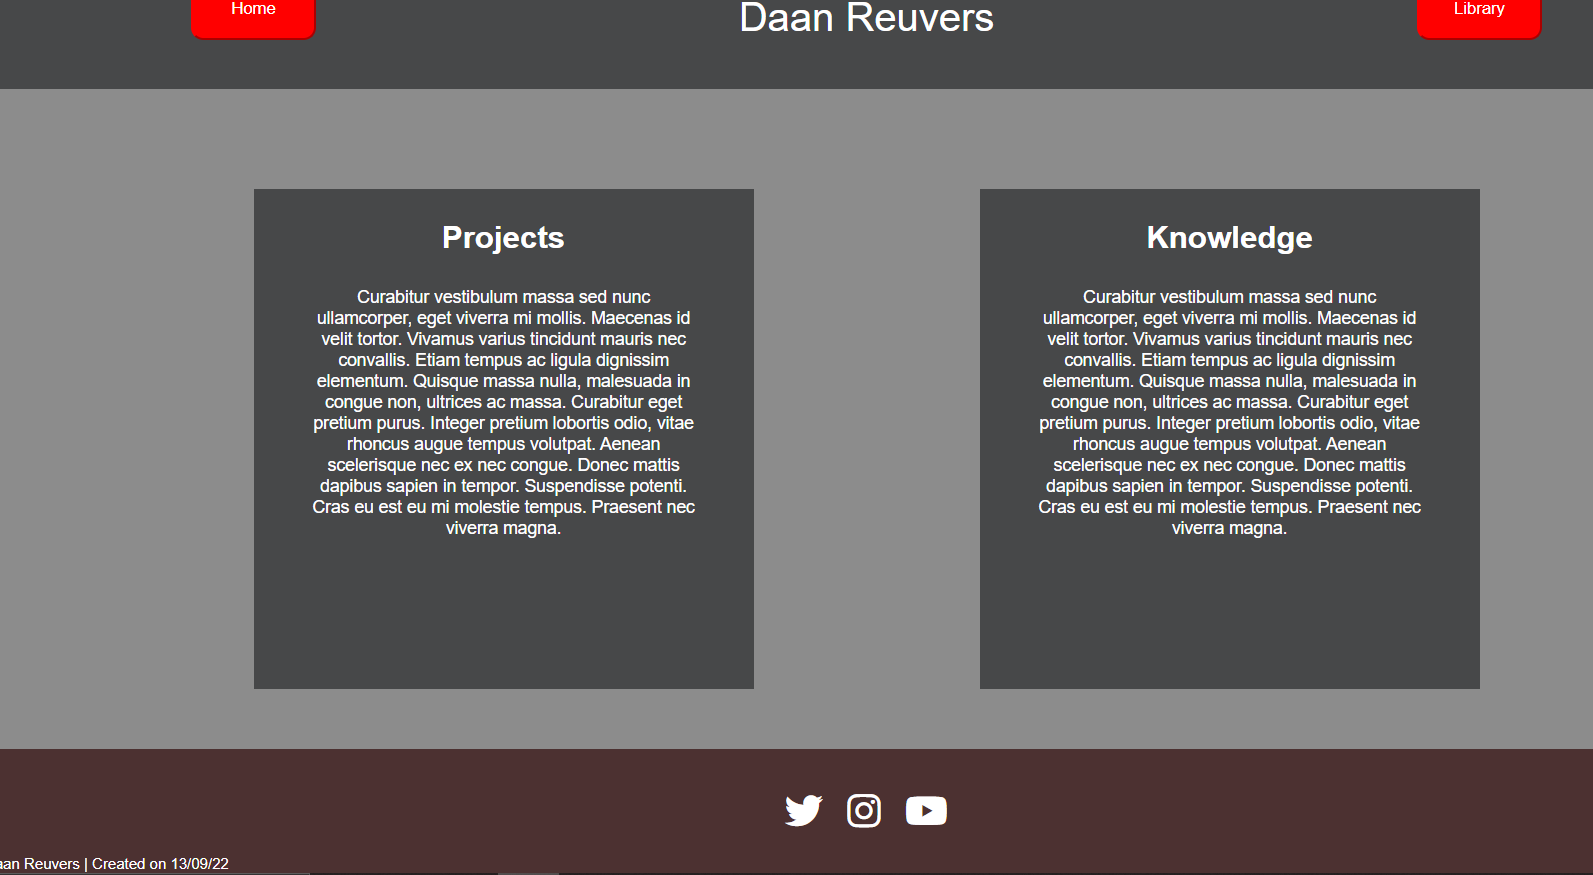 Home
Daan Reuvers
Library
Projects
Curabitur vestibulum massa sed nunc
ullamcorper, eget viverra mi mollis. Maecenas id
velit tortor. Vivamus varius tincidunt mauris nec
convallis. Etiam tempus ac ligula dignissim
elementum. Quisque massa nulla, malesuada in
congue non, ultrices ac massa. Curabitur eget
pretium purus. Integer pretium lobortis odio, vitae
rhoncus augue tempus volutpat. Aenean
scelerisque nec ex nec congue. Donec mattis
dapibus sapien in tempor. Suspendisse potenti.
Cras eu est eu mi molestie tempus. Praesent nec
viverra magna.
Knowledge
Curabitur vestibulum massa sed nunc
ullamcorper, eget viverra mi mollis. Maecenas id
velit tortor. Vivamus varius tincidunt mauris nec
convallis. Etiam tempus ac ligula dignissim
elementum. Quisque massa nulla, malesuada in
congue non, ultrices ac massa. Curabitur eget
pretium purus. Integer pretium lobortis odio, vitae
rhoncus augue tempus volutpat. Aenean
scelerisque nec ex nec congue. Donec mattis
dapibus sapien in tempor. Suspendisse potenti.
Cras eu est eu mi molestie tempus. Praesent nec
viverra magna.
aan Reuvers | Created on 13/09/22